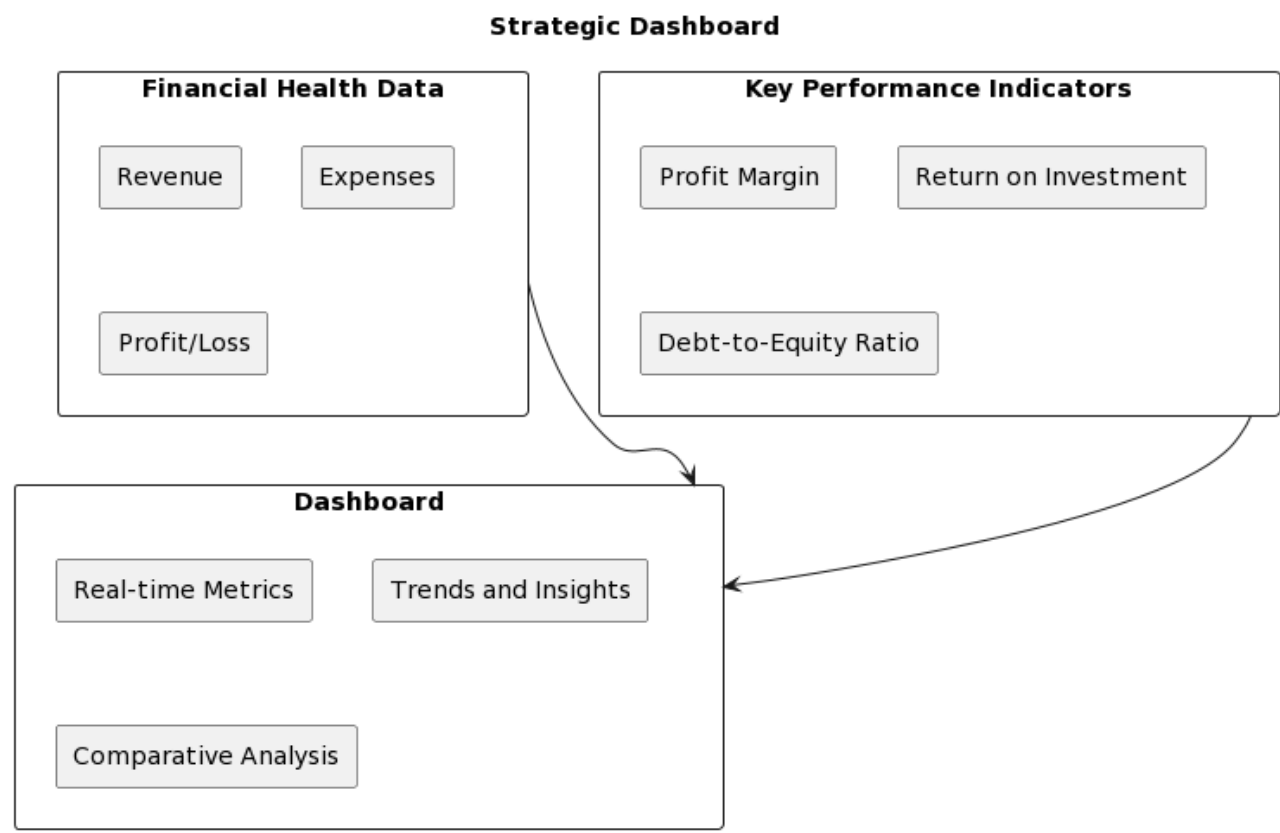 Strategic Dashboard
Financial Health Data
Revenue
Expenses
Profit/Loss
Key Performance Indicators
Profit Margin
Return on Investment
Debt-to-Equity Ratio
Dashboard
Real-time Metrics
Trends and Insights
Comparative Analysis